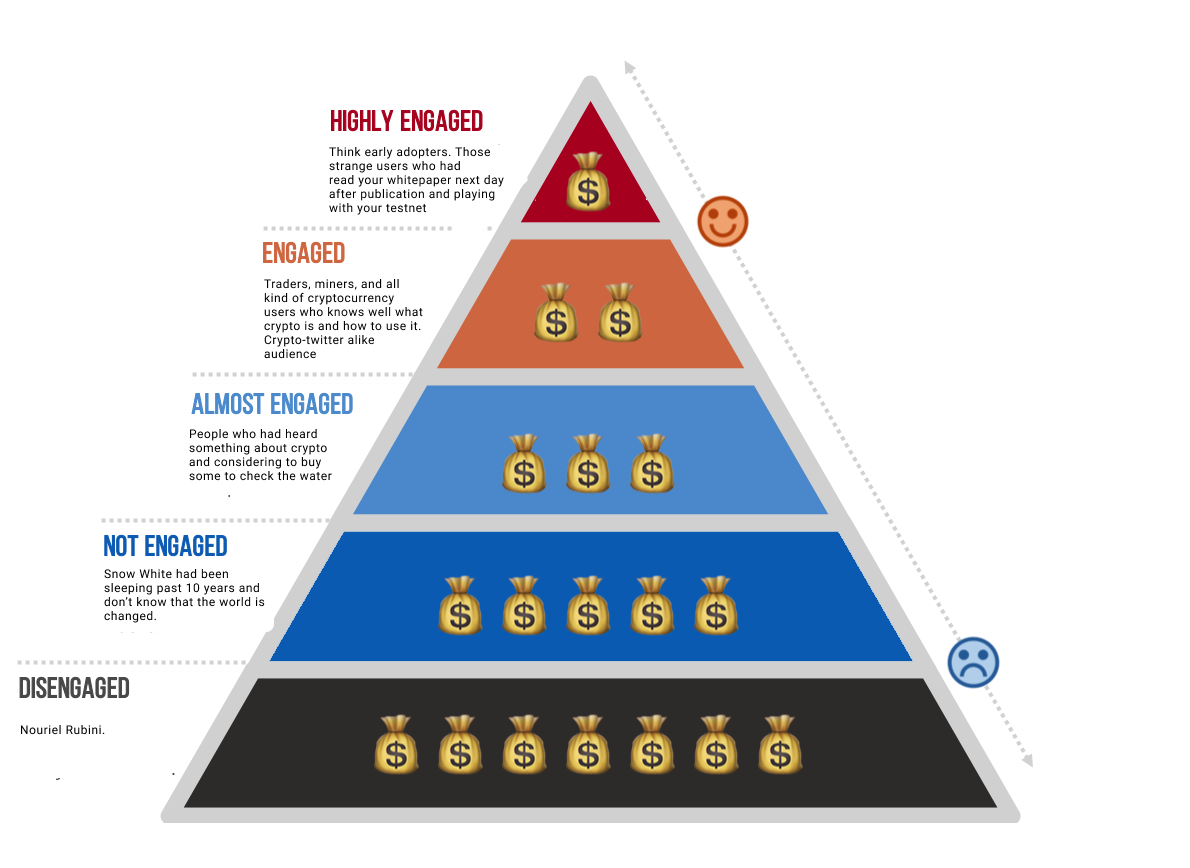 HIGHLY ENGAGED
Think early adopters. Those
strange users who had
read your whitepaper next day
after publication and playing
with your testnet
$
ENGAGED
Traders, miners, and all
kind of cryptocurrency
users who knows well what
crypto is and how to use it.
Crypto-twitter alike
audience
$ $
ALMOST ENGAGED
People who had heard
something about crypto
and considering to buy
some to check the water
$ $ $
NOT ENGAGED
Snow White had been
sleeping past 10 years and
don't know that the world is
changed.
$ $ $ $ $
DISENGAGED
Nouriel Rubini.
$ $ $ $ $ $ $